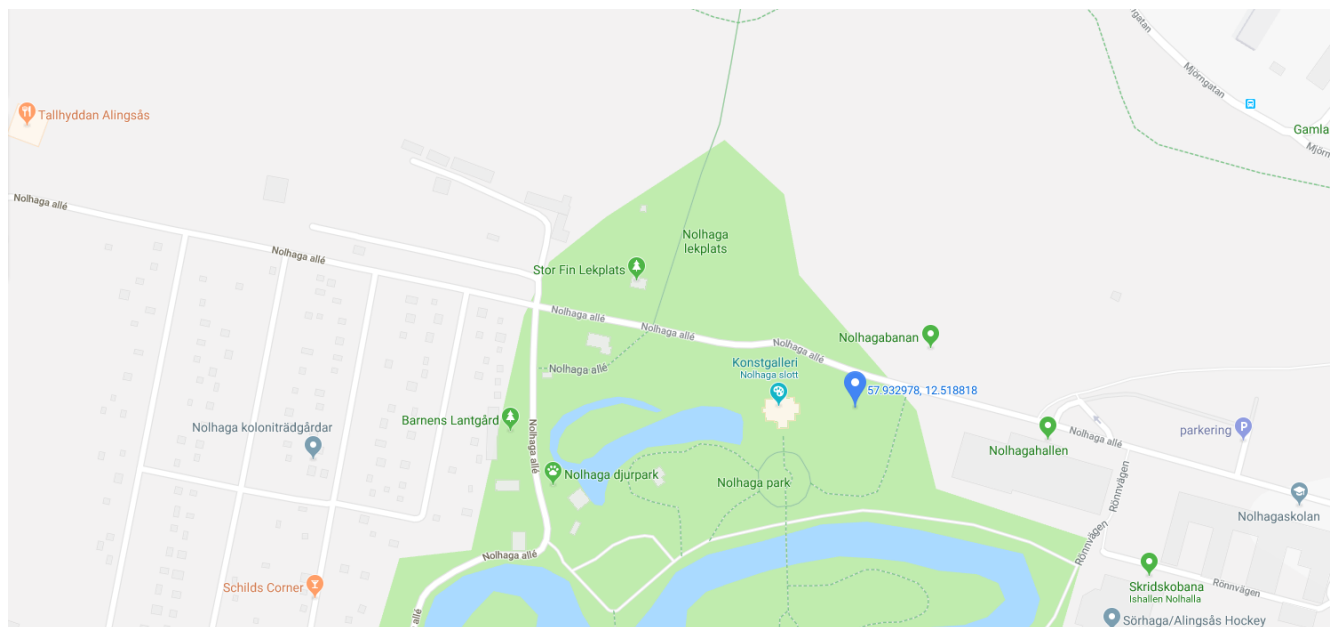 ngatan
Mjörngatan
Gamla
Mjörn
Tallhyddan Alingsås
Nolhaga allé
Nolhaga allé
Nolhaga
lekplats
Stor Fin Lekplats
Nolhaga allé
Nolhaga allé
Nolhaga allé
Nolhagabanan
Konstgalleri
Nolhaga slott
Nolhaga allé
57.932978, 12.518818
Barnens Lantgård
Nolhaga koloniträdgårdar
Nolhaga allé
Nolhaga allé
parkering
Nolhagahallen
Nolhaga djurpark
Nolhaga park
Rönnvägen
Nolhagaskolan
Rönnvägen
Nolhaga allé
Schilds Corner
Skridskobana
Ishallen Nolhalla
Rönnvägen
allé
Sörhaga/Alingsås Hockey